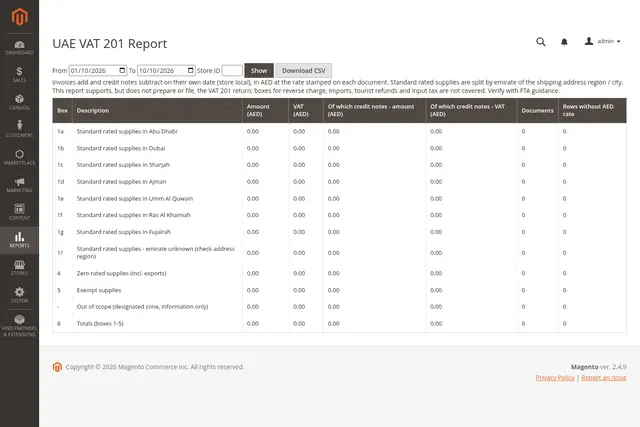 UAE VAT 201 Report
admin
DASHBOARD
SALES
CATALOG
CUSTOMERS
MARKETPLACE
MARKETING
CONTENT
REPORTS
STORES
SYSTEM
FIND PARTNERS
& EXTENSIONS
From 01/10/2026 To 10/10/2026 Store ID Show Download CSV
Invoices add and credit notes subtract on their own date (store local), in AED at the rate stamped on each document. Standard rated supplies are split by emirate of the shipping address region / city.
This report supports, but does not prepare or file, the VAT 201 return; boxes for reverse charge, imports, tourist refunds and input tax are not covered. Verify with FTA guidance.
Box Description Amount (AED) VAT (AED) Of which credit notes - amount (AED) Of which credit notes - VAT (AED) Documents Rows without AED rate
1a Standard rated supplies in Abu Dhabi 0.00 0.00 0.00 0.00 0 0
1b Standard rated supplies in Dubai 0.00 0.00 0.00 0.00 0 0
1c Standard rated supplies in Sharjah 0.00 0.00 0.00 0.00 0 0
1d Standard rated supplies in Ajman 0.00 0.00 0.00 0.00 0 0
1e Standard rated supplies in Umm Al Quwain 0.00 0.00 0.00 0.00 0 0
1f Standard rated supplies in Ras Al Khaimah 0.00 0.00 0.00 0.00 0 0
1g Standard rated supplies in Fujairah 0.00 0.00 0.00 0.00 0 0
1? Standard rated supplies - emirate unknown (check address region) 0.00 0.00 0.00 0.00 0 0
4 Zero rated supplies (incl. exports) 0.00 0.00 0.00 0.00 0 0
5 Exempt supplies 0.00 0.00 0.00 0.00 0 0
- Out of scope (designated zone, information only) 0.00 0.00 0.00 0.00 0 0
8 Totals (boxes 1-5) 0.00 0.00 0.00 0.00 0 0
Copyright © 2026 Magento Commerce Inc. All rights reserved.
Magento ver. 2.4.9
Privacy Policy | Report an Issue